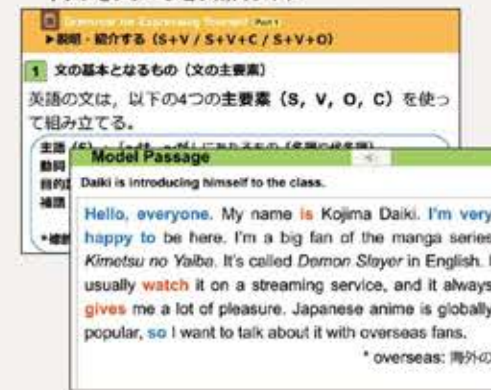 Grammar for Expressing Yourself Part 1
▶説明・紹介する（S+V / S+V+C / S+V+O）
1 文の基本となるもの（文の主要素）
英語の文は，以下の4つの主要素（S，V，O，C）を使っ
て組み立てる。
主語（S）
動詞
目的
補語
Model Passage
Daiki is introducing himself to the class.
Hello, everyone. My name is Kojima Daiki. I'm very
happy to be here. I'm a big fan of the manga series
Kimetsu no Yaiba. It's called Demon Slayer in English. I
usually watch it on a streaming service, and it always
gives me a lot of pleasure. Japanese anime is globally
popular, so I want to talk about it with overseas fans.
* overseas: 海外の